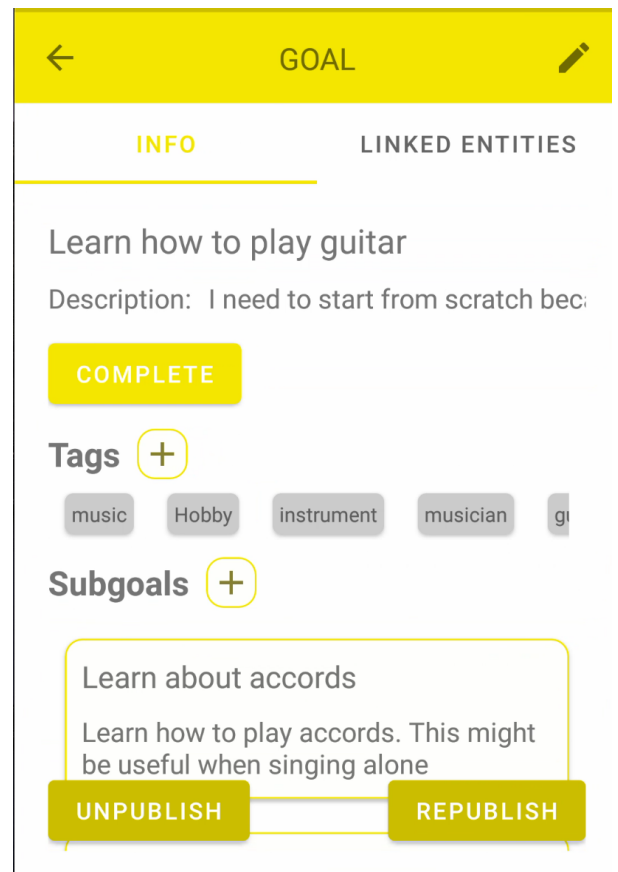 GOAL
INFO LINKED ENTITIES
Learn how to play guitar
Description: I need to start from scratch
COMPLETE
Tags +
music Hobby instrument musician
Subgoals +
Learn about accords
Learn how to play accords. This might
be useful when singing alone
UNPUBLISH REPUBLISH